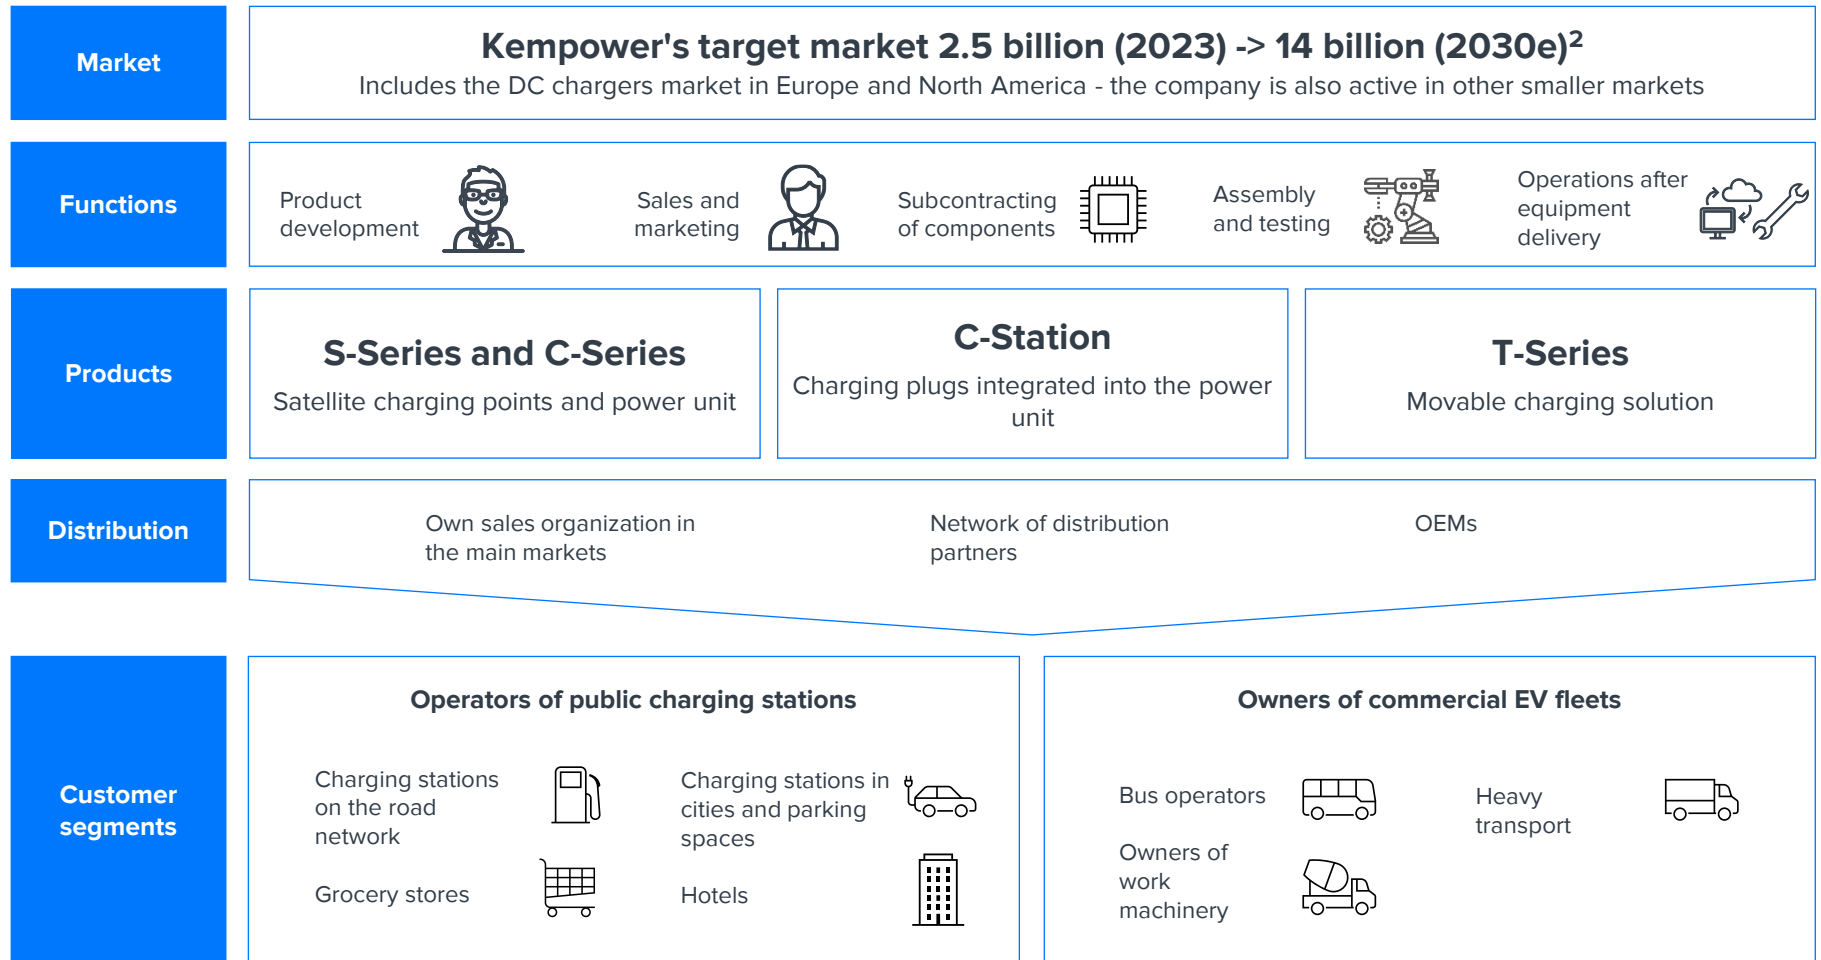 Market
Kempower's target market 2.5 billion (2023) -> 14 billion (2030e)²
Includes the DC chargers market in Europe and North America - the company is also active in other smaller markets
Functions
Product
development
Sales and
marketing
Subcontracting
of components
Assembly
and testing
Operations after
equipment
delivery
Products
S-Series and C-Series
Satellite charging points and power unit
C-Station
Charging plugs integrated into the power
unit
T-Series
Movable charging solution
Distribution
Own sales organization in
the main markets
Network of distribution
partners
OEMs
Customer
segments
Operators of public charging stations
Charging stations
on the road
network
Charging stations in
cities and parking
spaces
Grocery stores
Hotels
Owners of commercial EV fleets
Bus operators
Heavy
transport
Owners of
work
machinery